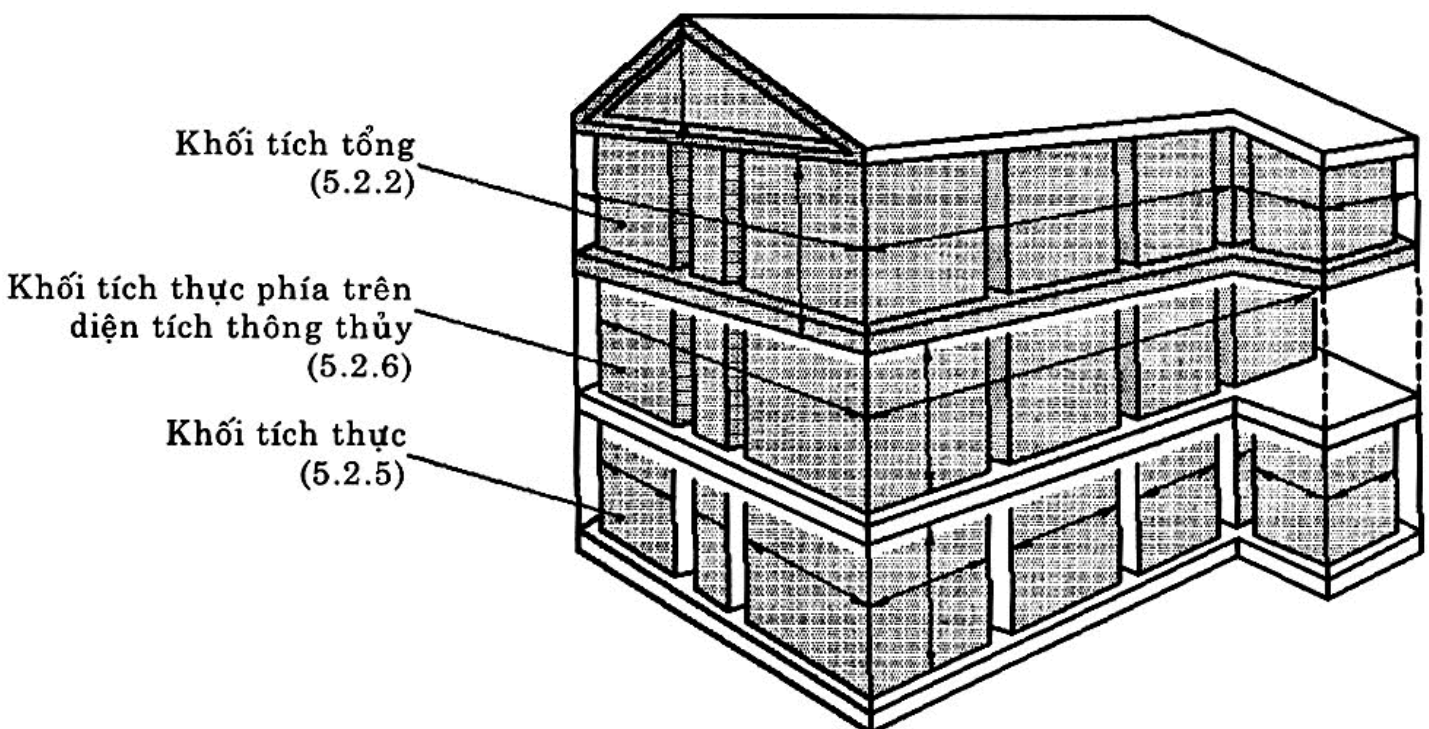 Khối tích tổng
(5.2.2)
Khối tích thực phía trên
diện tích thông thủy
(5.2.6)
Khối tích thực
(5.2.5)